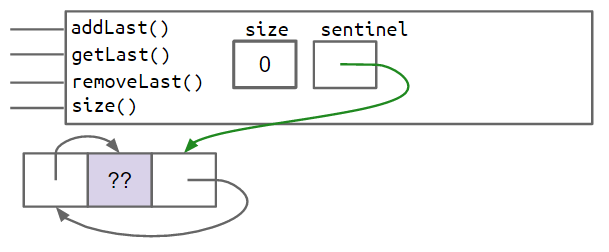 addLast()
size sentinel
getLast()
0
removeLast()
size()
??